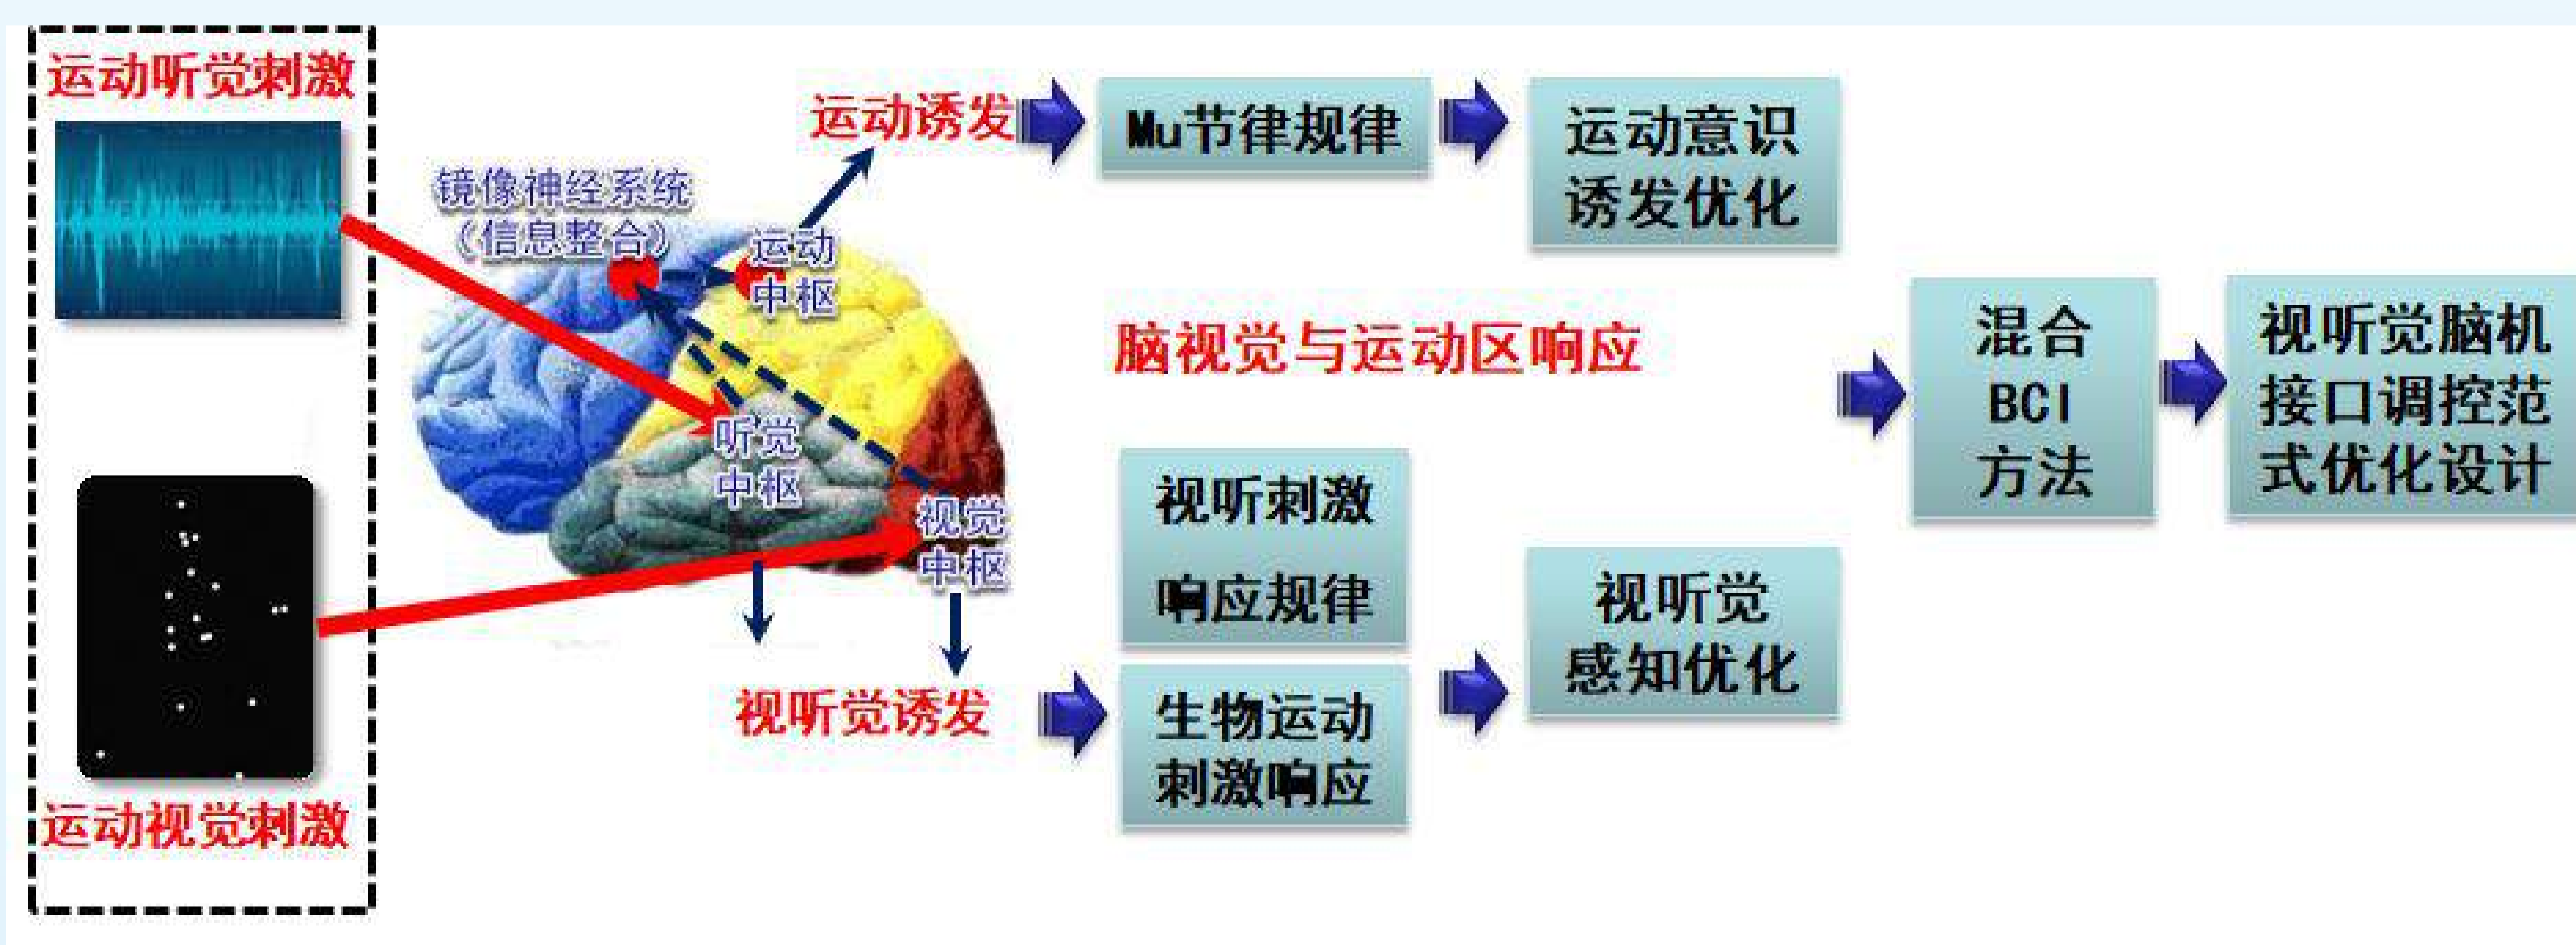 运动听觉刺激
运动视觉刺激
镜像神经系统
（信息整合）
运动
中枢
听觉
中枢
视觉
中枢
运动诱发
视听觉诱发
Mu节律规律
运动意识
诱发优化
脑视觉与运动区响应
视听刺激
响应规律
生物运动
刺激响应
视听觉
感知优化
混合
BCI
方法
视听觉脑机
接口调控范
式优化设计